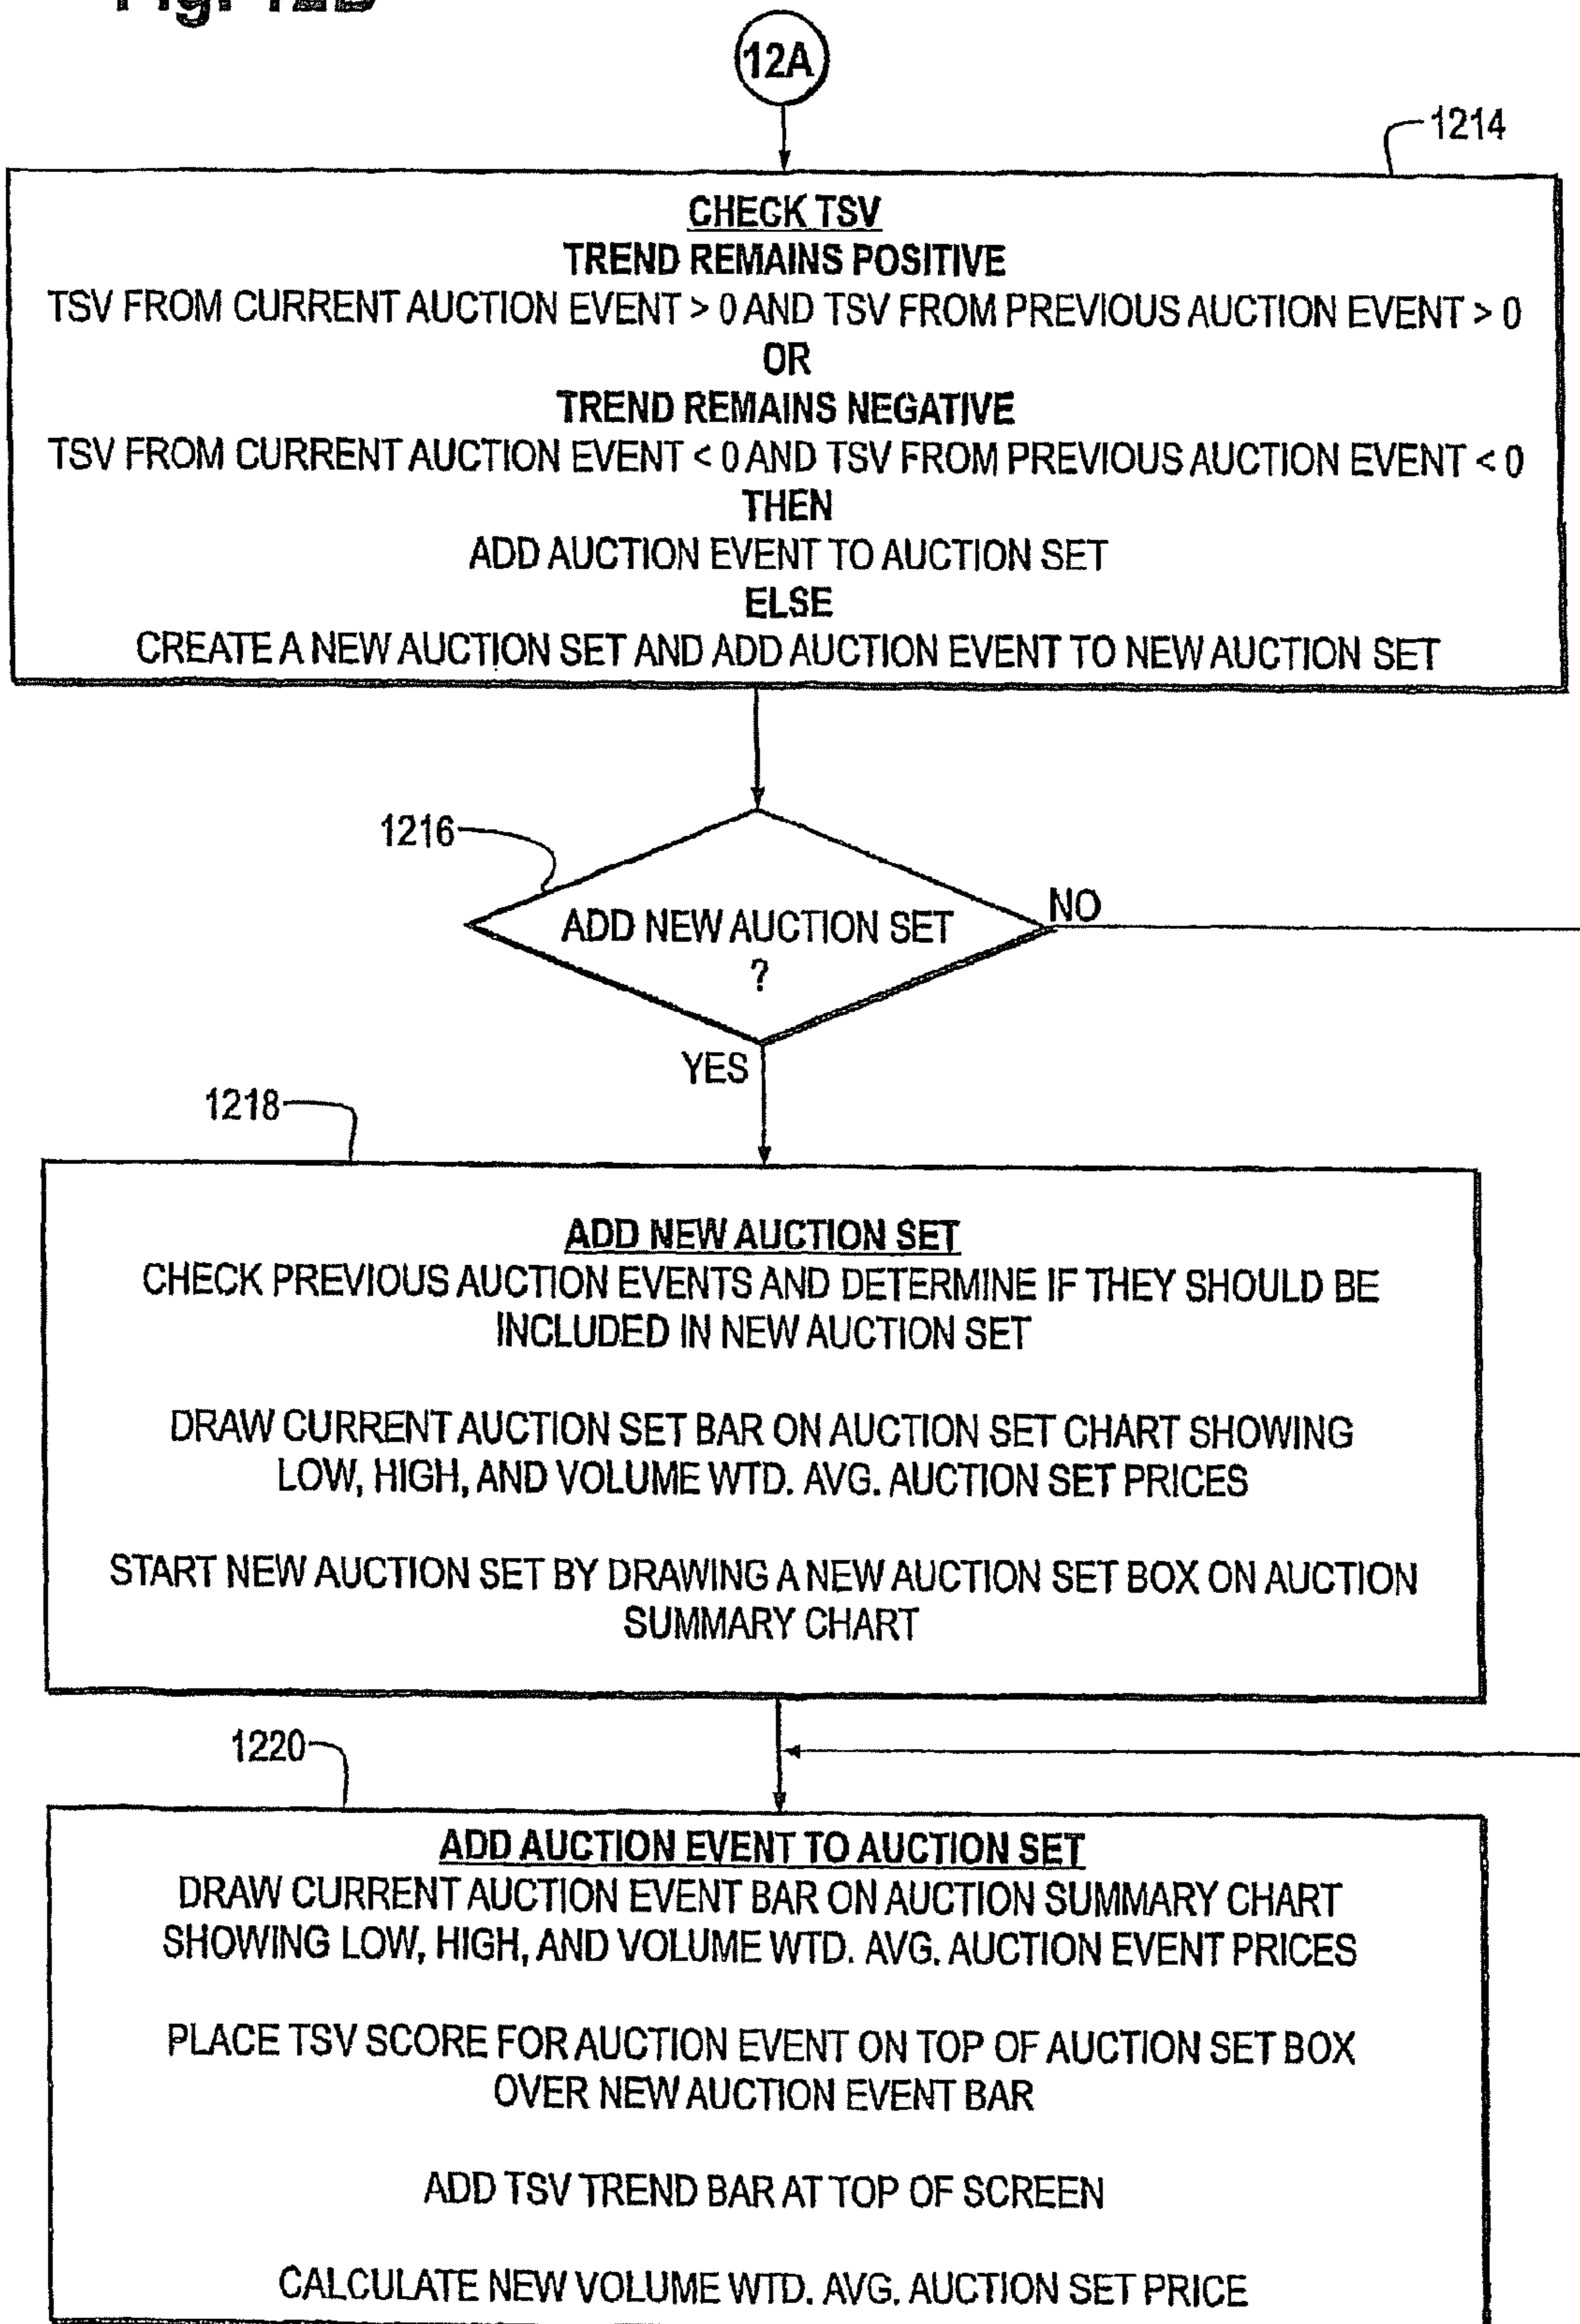 12A
1214
CHECK TSV
TREND REMAINS POSITIVE
TSV FROM CURRENT AUCTION EVENT > 0 AND TSV FROM PREVIOUS AUCTION EVENT > 0
OR
TREND REMAINS NEGATIVE
TSV FROM CURRENT AUCTION EVENT < 0 AND TSV FROM PREVIOUS AUCTION EVENT < 0
THEN
ADD AUCTION EVENT TO AUCTION SET
ELSE
CREATE A NEW AUCTION SET AND ADD AUCTION EVENT TO NEW AUCTION SET
1216
ADD NEW AUCTION SET
?
NO
YES
1218
ADD NEW AUCTION SET
CHECK PREVIOUS AUCTION EVENTS AND DETERMINE IF THEY SHOULD BE
INCLUDED IN NEW AUCTION SET
DRAW CURRENT AUCTION SET BAR ON AUCTION SET CHART SHOWING
LOW, HIGH, AND VOLUME WTD. AVG. AUCTION SET PRICES
START NEW AUCTION SET BY DRAWING A NEW AUCTION SET BOX ON AUCTION
SUMMARY CHART
1220
ADD AUCTION EVENT TO AUCTION SET
DRAW CURRENT AUCTION EVENT BAR ON AUCTION SUMMARY CHART
SHOWING LOW, HIGH, AND VOLUME WTD. AVG. AUCTION EVENT PRICES
PLACE TSV SCORE FOR AUCTION EVENT ON TOP OF AUCTION SET BOX
OVER NEW AUCTION EVENT BAR
ADD TSV TREND BAR AT TOP OF SCREEN
CALCULATE NEW VOLUME WTD. AVG. AUCTION SET PRICE